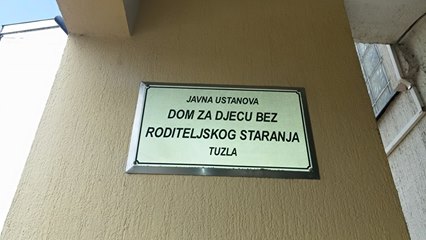 JAVNA USTANOVA
DOM ZA DJECU BEZ
RODITELJSKOG STARANJA
TUZLA